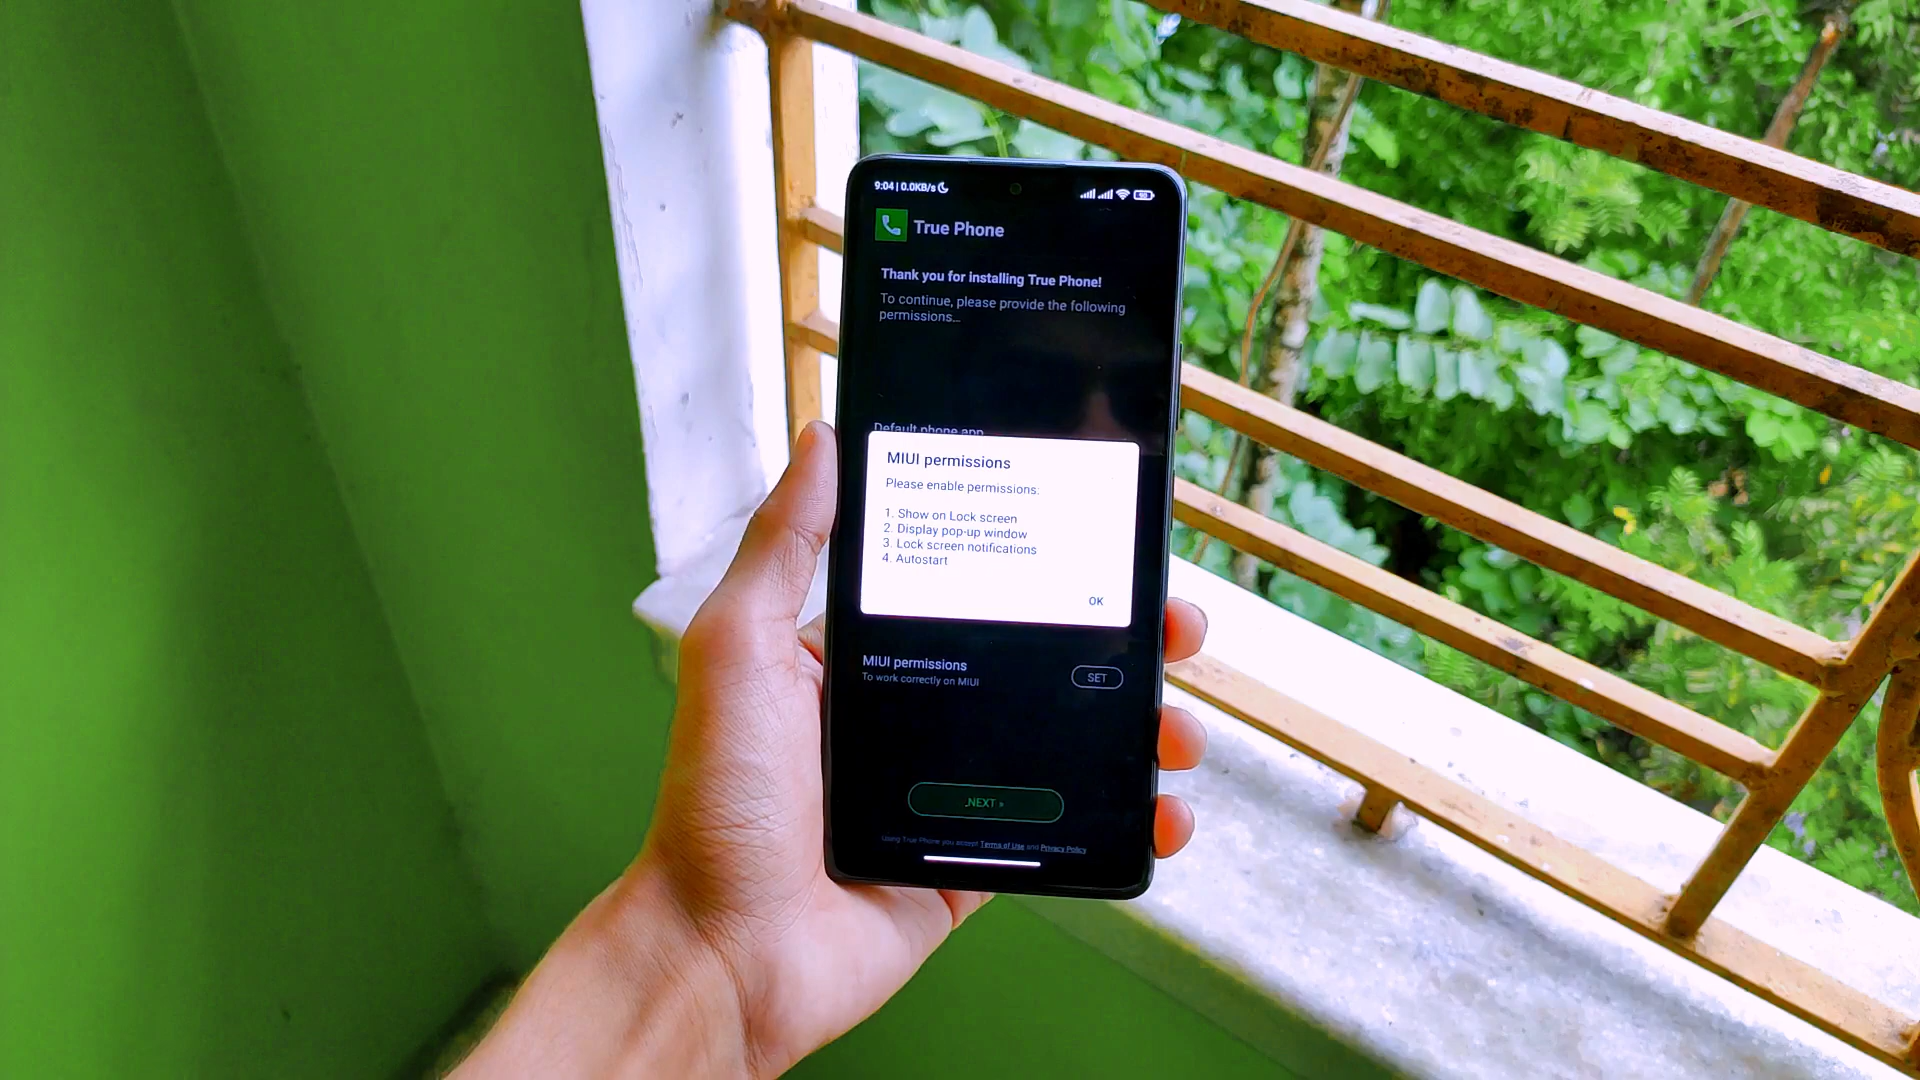 9:04 | 0.0KB/s
True Phone
Thank you for installing True Phone!
To continue, please provide the following
permissions...
Default phone app
MIUI permissions
Please enable permissions:
1. Show on Lock screen
2. Display pop-up window
3. Lock screen notifications
4. Autostart
OK
MIUI permissions
To work correctly on MIUI
SET
NEXT »
Using True Phone you accept Terms of Use and Privacy Policy